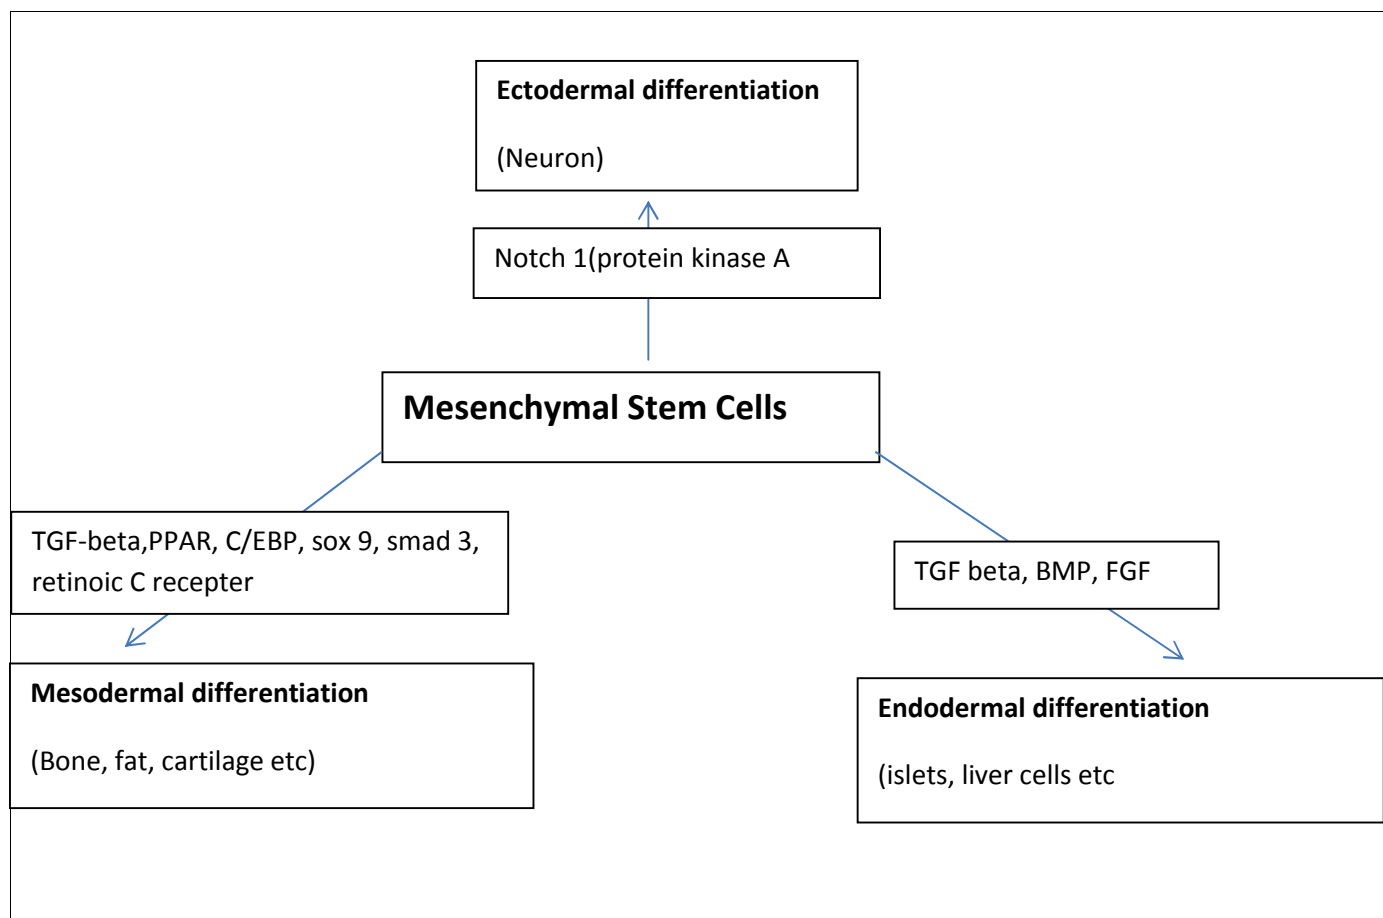 Ectodermal differentiation
(Neuron)
Notch 1(protein kinase A
Mesenchymal Stem Cells
TGF-beta,PPAR, C/EBP, sox 9, smad 3,
retinoic C recepter
TGF beta, BMP, FGF
Mesodermal differentiation
(Bone, fat, cartilage etc)
Endodermal differentiation
(islets, liver cells etc